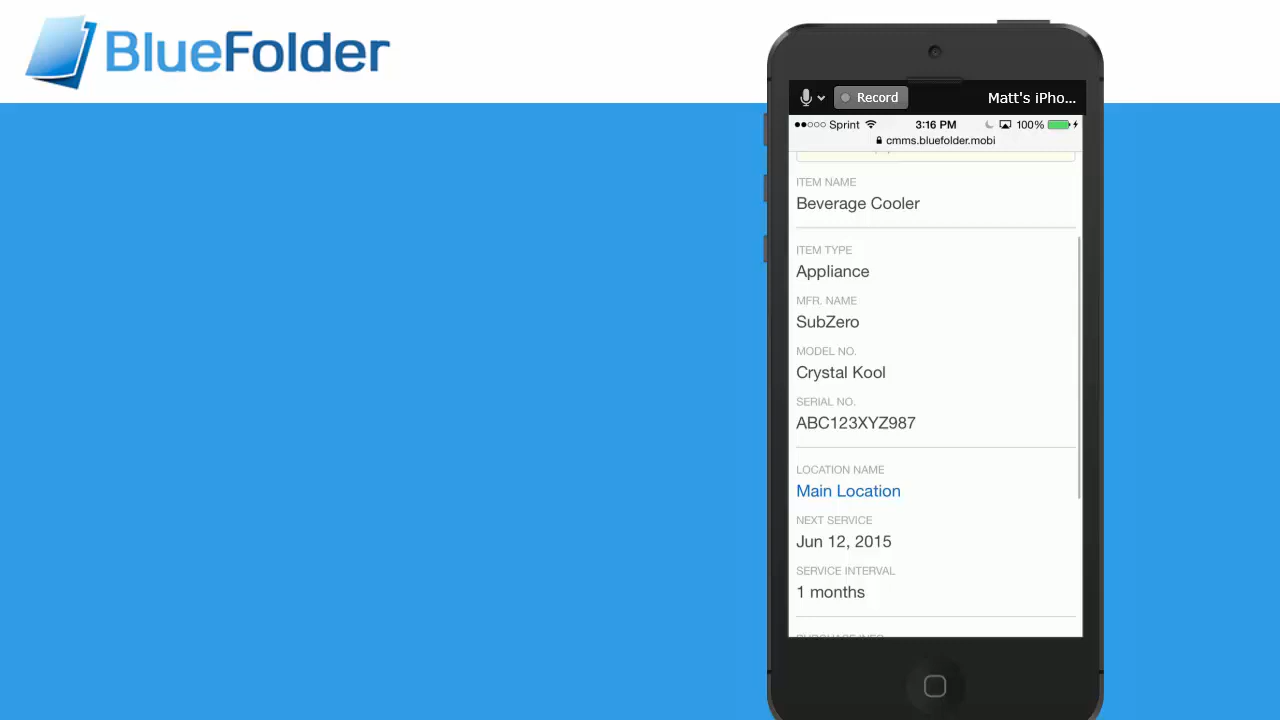 BlueFolder
Record
Matt's iPho...
Sprint
3:16 PM
100%
cmms.bluefolder.mobi
ITEM NAME
Beverage Cooler
ITEM TYPE
Appliance
MFR. NAME
SubZero
MODEL NO.
Crystal Kool
SERIAL NO.
ABC123XYZ987
LOCATION NAME
Main Location
NEXT SERVICE
Jun 12, 2015
SERVICE INTERVAL
1 months